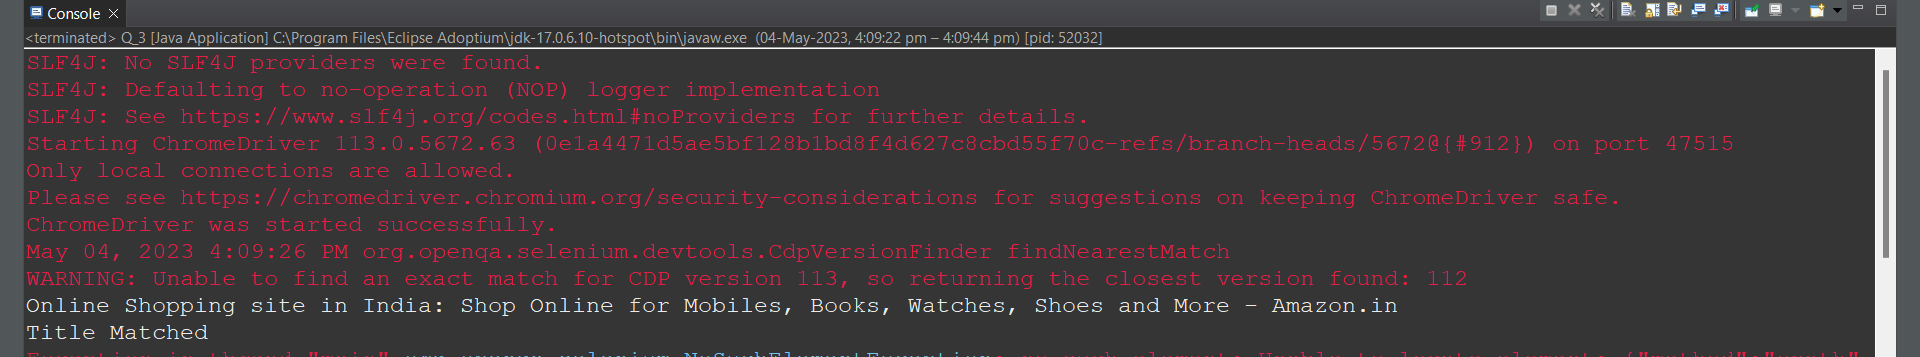 Console
<terminated> Q_3 [Java Application] C:\Program Files\Eclipse Adoptium\jdk-17.0.6.10-hotspot\bin\javaw.exe (04-May-2023, 4:09:22 pm – 4:09:44 pm) [pid: 52032]
SLF4J: No SLF4J providers were found.
SLF4J: Defaulting to no-operation (NOP) logger implementation
SLF4J: See https://www.slf4j.org/codes.html#noProviders for further details.
Starting ChromeDriver 113.0.5672.63 (0e1a4471d5ae5bf128b1bd8f4d627c8cbd55f70c-refs/branch-heads/5672@{#912}) on port 47515
Only local connections are allowed.
Please see https://chromedriver.chromium.org/security-considerations for suggestions on keeping ChromeDriver safe.
ChromeDriver was started successfully.
May 04, 2023 4:09:26 PM org.openqa.selenium.devtools.CdpVersionFinder findNearestMatch
WARNING: Unable to find an exact match for CDP version 113, so returning the closest version found: 112
Online Shopping site in India: Shop Online for Mobiles, Books, Watches, Shoes and More - Amazon.in
Title Matched